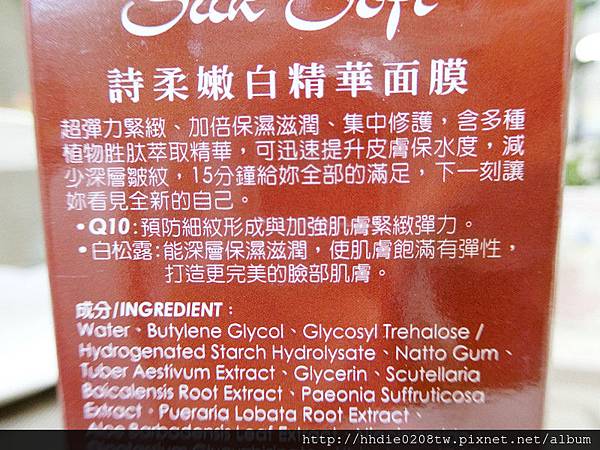 Silk Soft
詩柔嫩白精華面膜
超彈力緊緻、加倍保濕滋潤、集中修護，含多種
植物胜肽萃取精華，可迅速提升皮膚保水度，減
少深層皺紋，15分鐘給妳全部的滿足，下一刻讓
妳看見全新的自己。
•Q10：預防細紋形成與加強肌膚緊緻彈力。
•白松露：能深層保濕滋潤，使肌膚飽滿有彈性，
打造更完美的臉部肌膚。
成分/INGREDIENT：
Water、Butylene Glycol、Glycosyl Trehalose /
Hydrogenated Starch Hydrolysate、Natto Gum、
Tuber Aestivum Extract、Glycerin、Scutellaria
Baicalensis Root Extract、Paeonia Suffruticosa
Extract、Pueraria Lobata Root Extract、
Aloe Barbadensis Leaf Extract
http://hhdie0208tw.pixnet.net/album